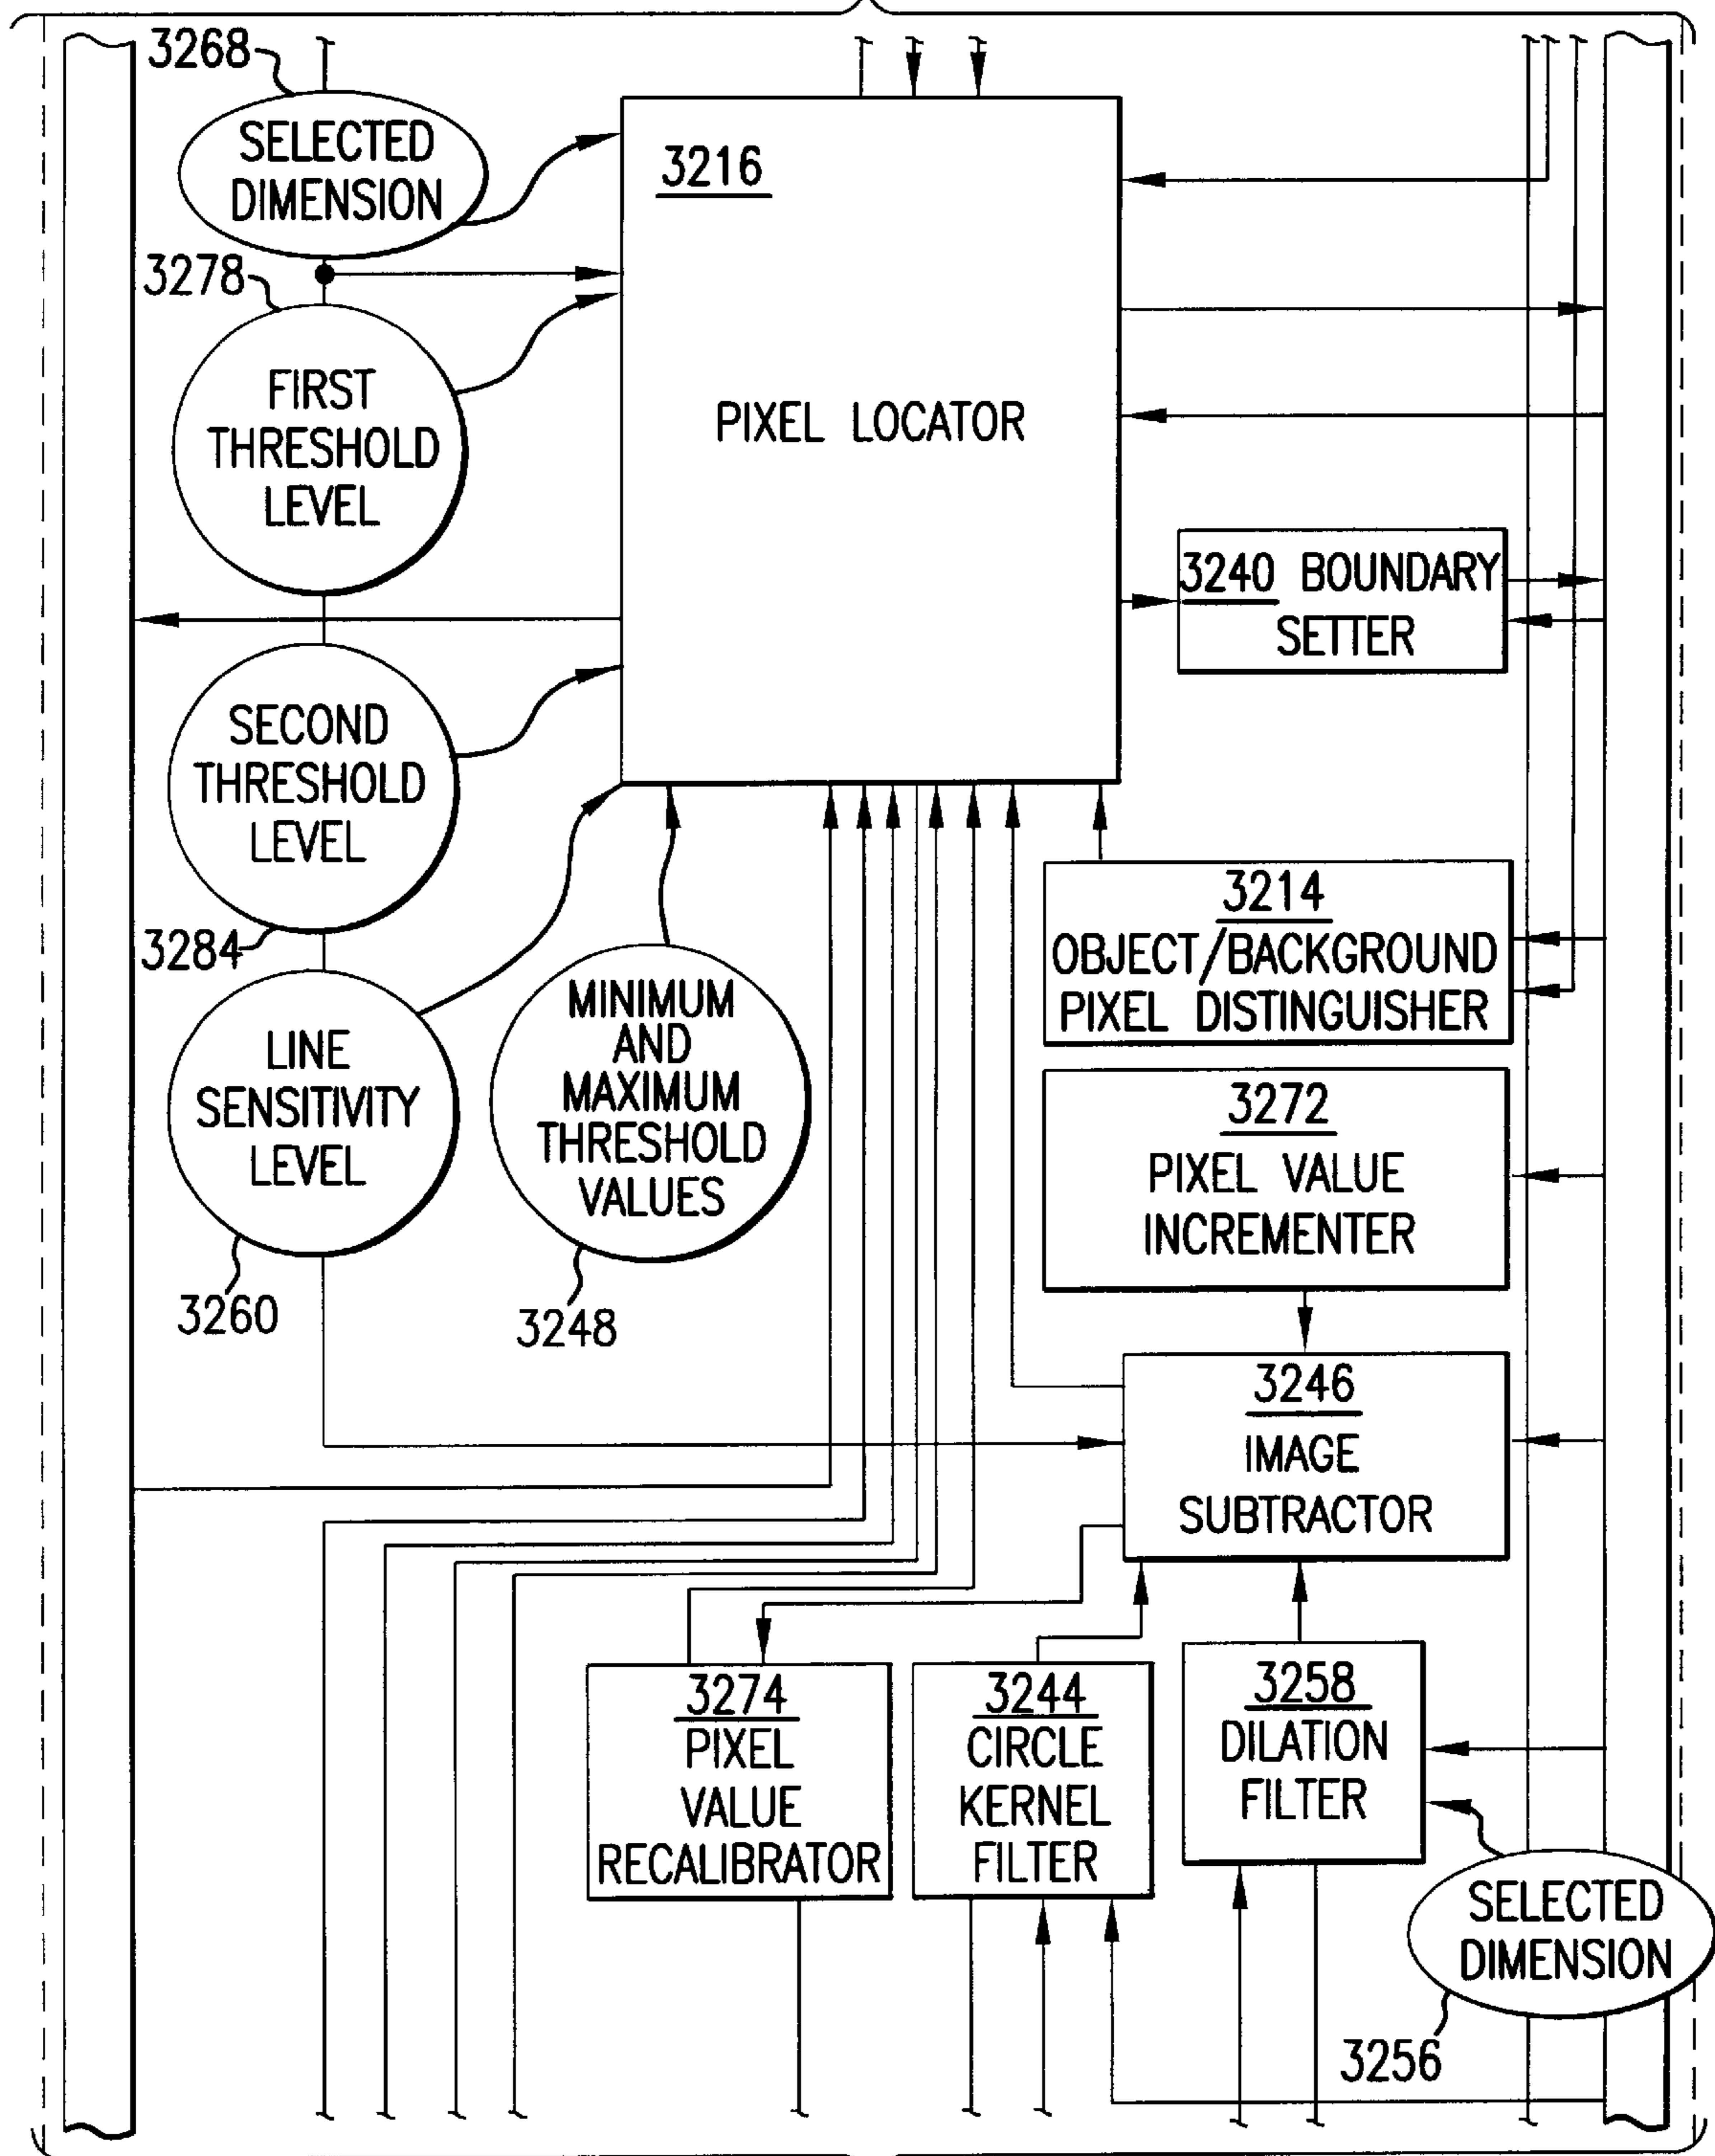 3268
SELECTED
DIMENSION
3216
PIXEL LOCATOR
3278
FIRST
THRESHOLD
LEVEL
3240 BOUNDARY
SETTER
SECOND
THRESHOLD
LEVEL
3284
3214
OBJECT/BACKGROUND
PIXEL DISTINGUISHER
LINE
SENSITIVITY
LEVEL
3260
MINIMUM
AND
MAXIMUM
THRESHOLD
VALUES
3248
3272
PIXEL VALUE
INCREMENTER
3246
IMAGE
SUBTRACTOR
3274
PIXEL
VALUE
RECALIBRATOR
3244
CIRCLE
KERNEL
FILTER
3258
DILATION
FILTER
SELECTED
DIMENSION
3256